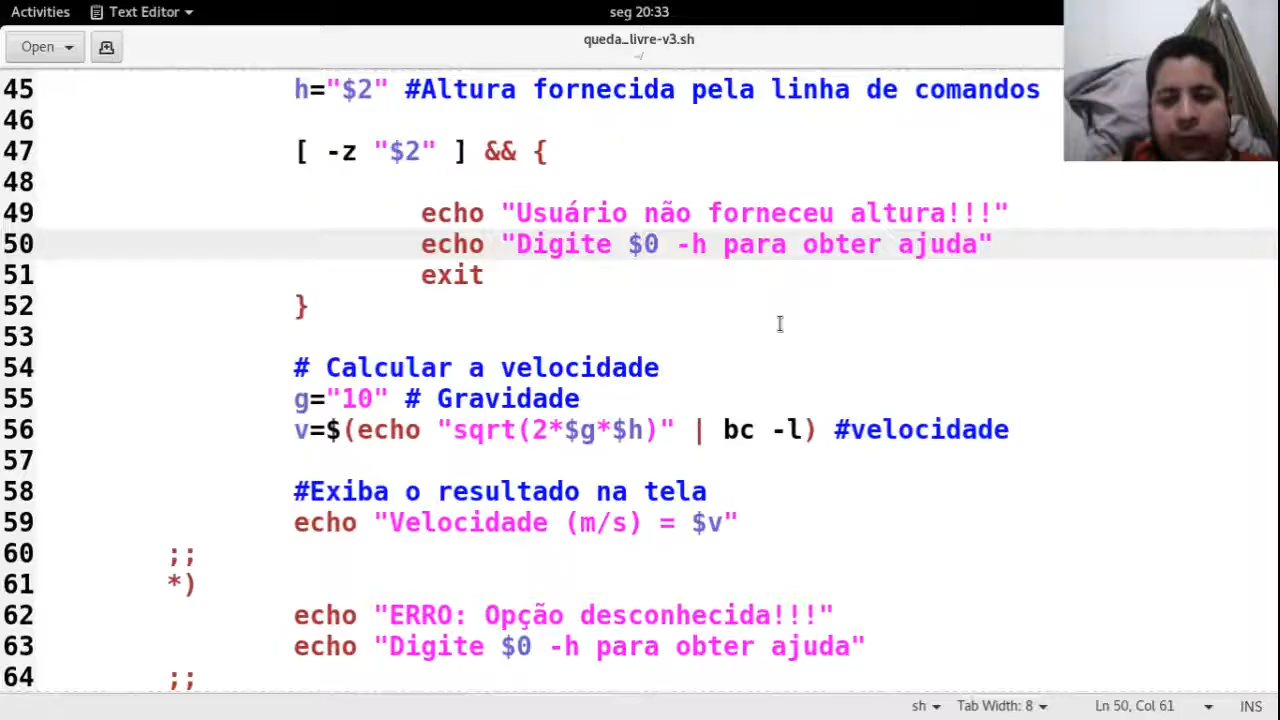 Activities Text Editor seg 20:33
Open queda_livre-v3.sh
~/
45 h="$2" #Altura fornecida pela linha de comandos
46
47 [ -z "$2" ] && {
48
49 echo "Usuário não forneceu altura!!!"
50 echo "Digite $0 -h para obter ajuda"
51 exit
52 }
53
54 # Calcular a velocidade
55 g="10" # Gravidade
56 v=$(echo "sqrt(2*$g*$h)" | bc -l) #velocidade
57
58 #Exiba o resultado na tela
59 echo "Velocidade (m/s) = $v"
60 ;;
61 *)
62 echo "ERRO: Opção desconhecida!!!"
63 echo "Digite $0 -h para obter ajuda"
64 ;;
sh Tab Width: 8 Ln 50, Col 61 INS